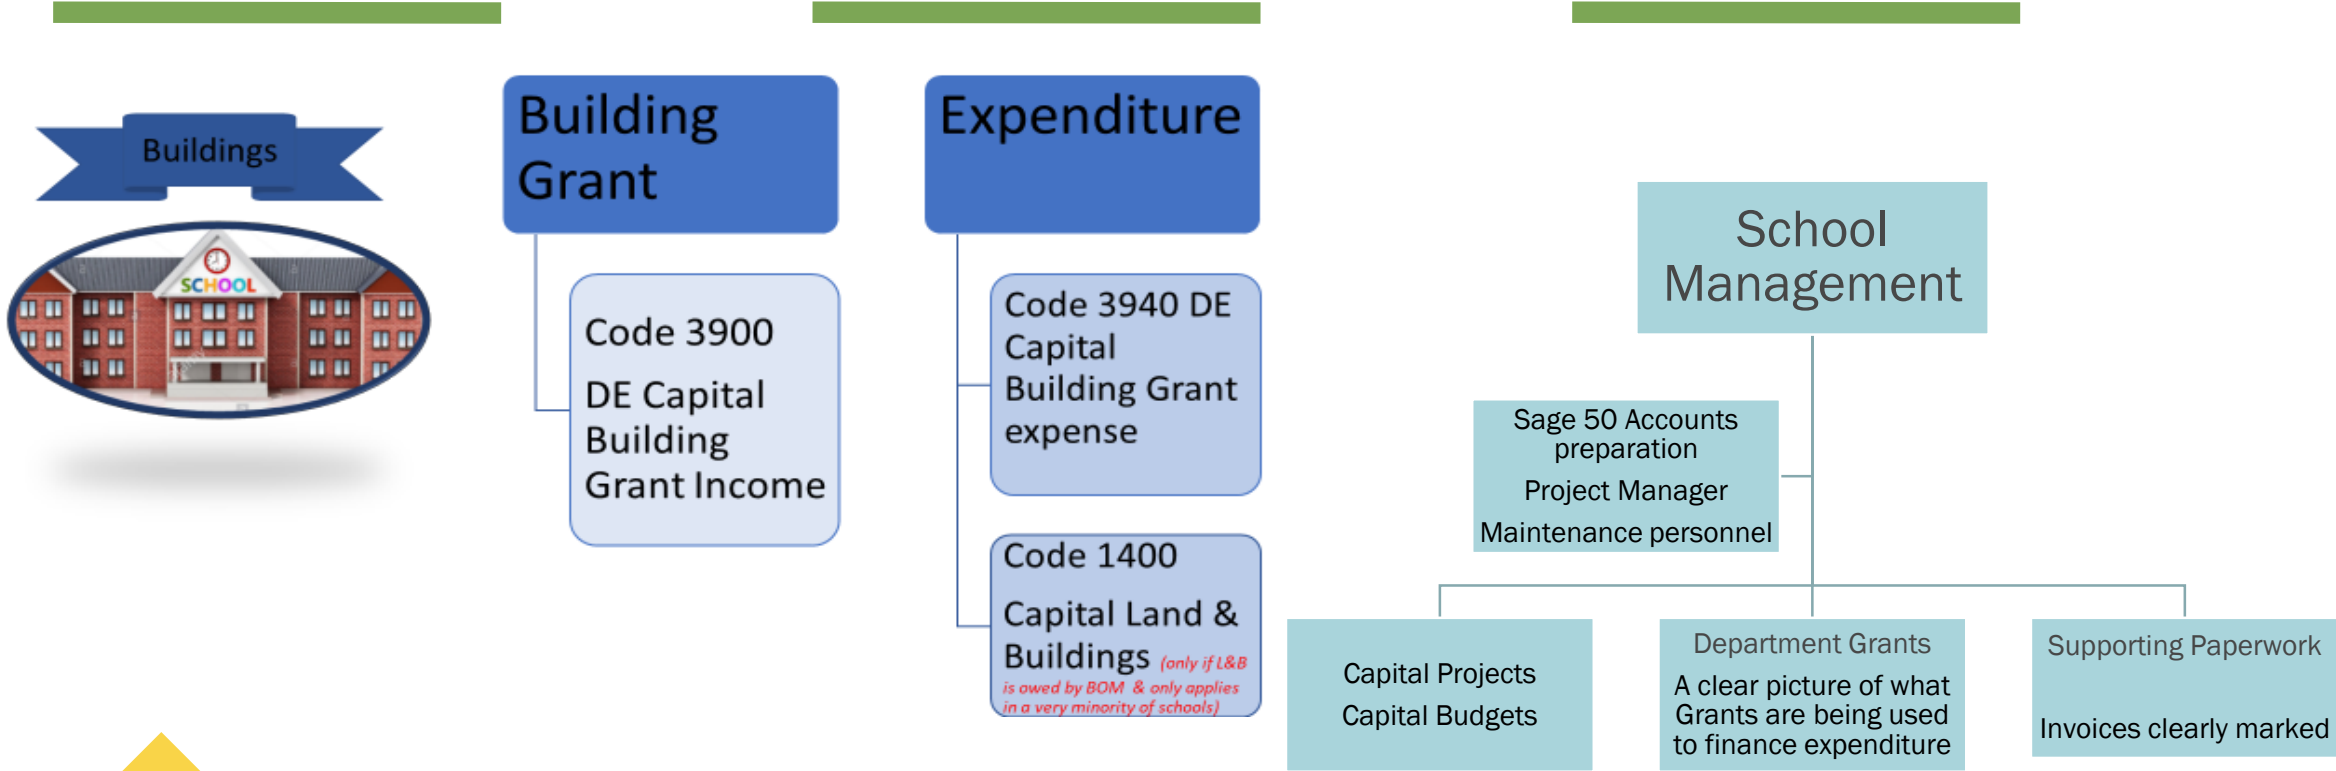 Buildings
SCHOOL
Building
Grant
Code 3900
DE Capital
Building
Grant Income
Expenditure
Code 3940 DE
Capital
Building Grant
expense
Code 1400
Capital Land &
Buildings (only if L&B
is owed by BOM & only applies
in a very minority of schools)
School
Management
Sage 50 Accounts
preparation
Project Manager
Maintenance personnel
Capital Projects
Capital Budgets
Department Grants
A clear picture of what
Grants are being used
to finance expenditure
Supporting Paperwork
Invoices clearly marked